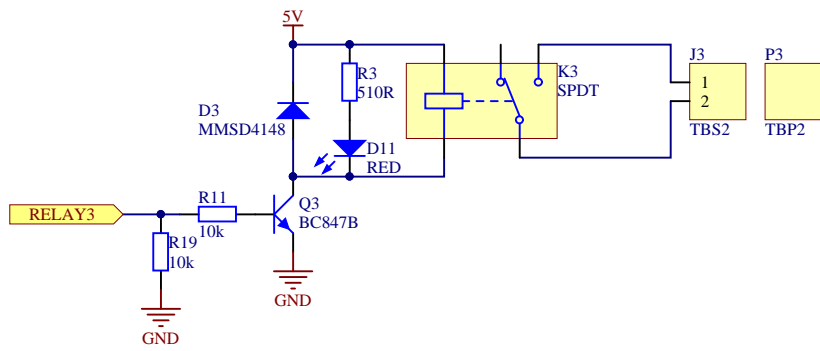 5V
K3
SPDT
J3
P3
R3
510R
1
2
D3
MMSD4148
TBS2
TBP2
D11
RED
R11
10k
Q3
BC847B
RELAY3
R19
10k
GND
GND